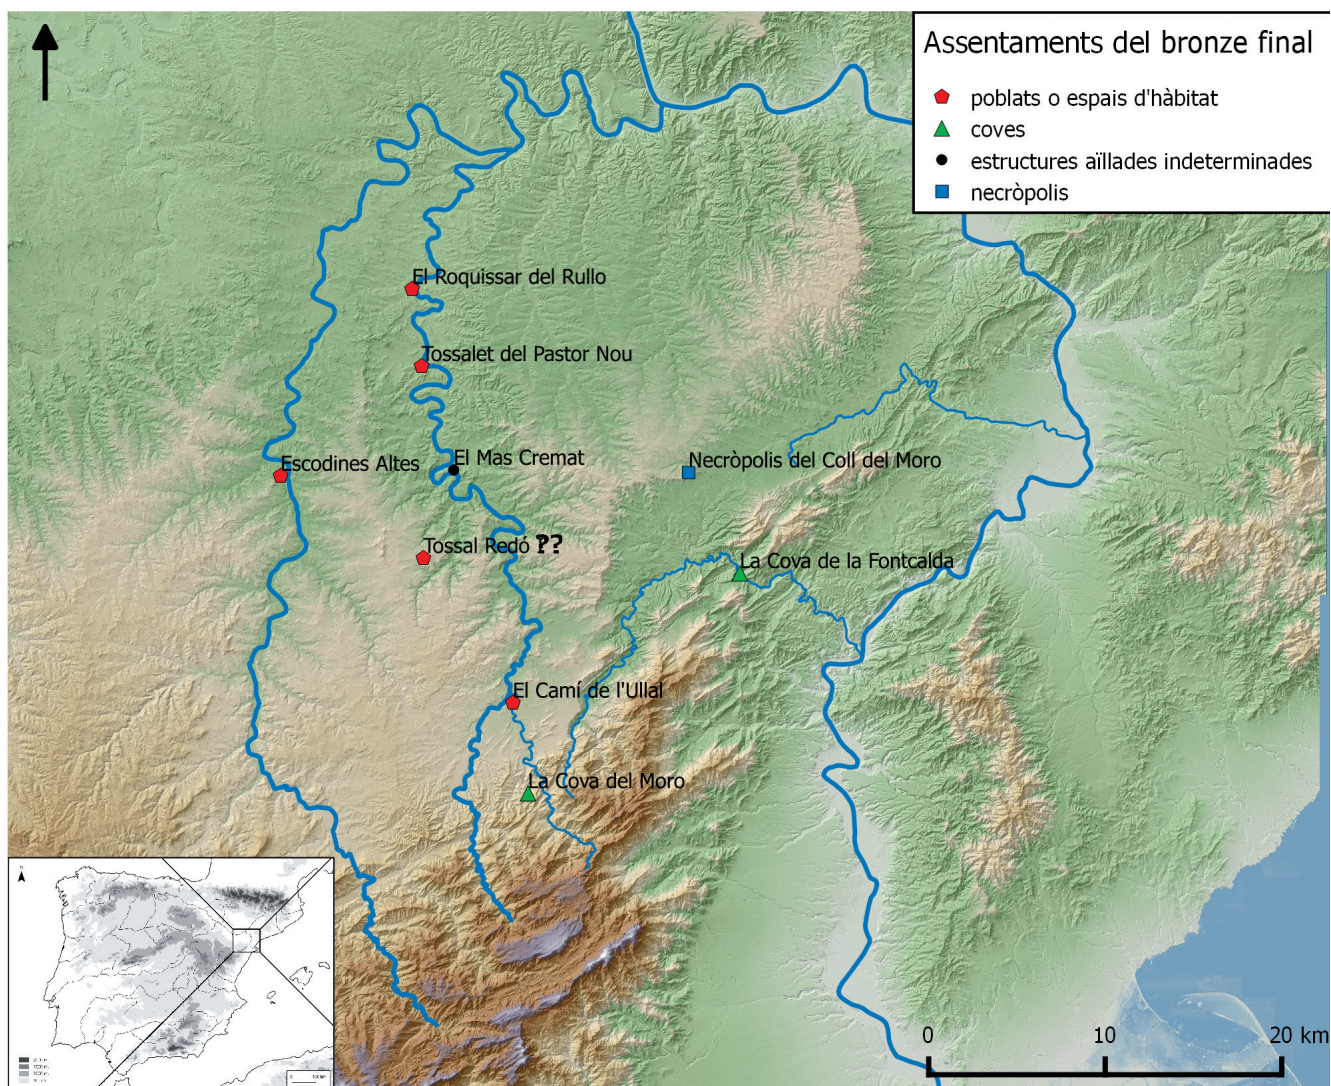 Assentaments del bronze final
poblats o espais d'hàbitat
coves
estructures aïllades indeterminades
necròpolis
El Roquissar del Rullo
Tossalet del Pastor Nou
Escodines Altes
El Mas Cremat
Necròpolis del Coll del Moro
Tossal Redó ??
La Cova de la Fontcalda
El Camí de l'Ullal
La Cova del Moro
0 10 20 km